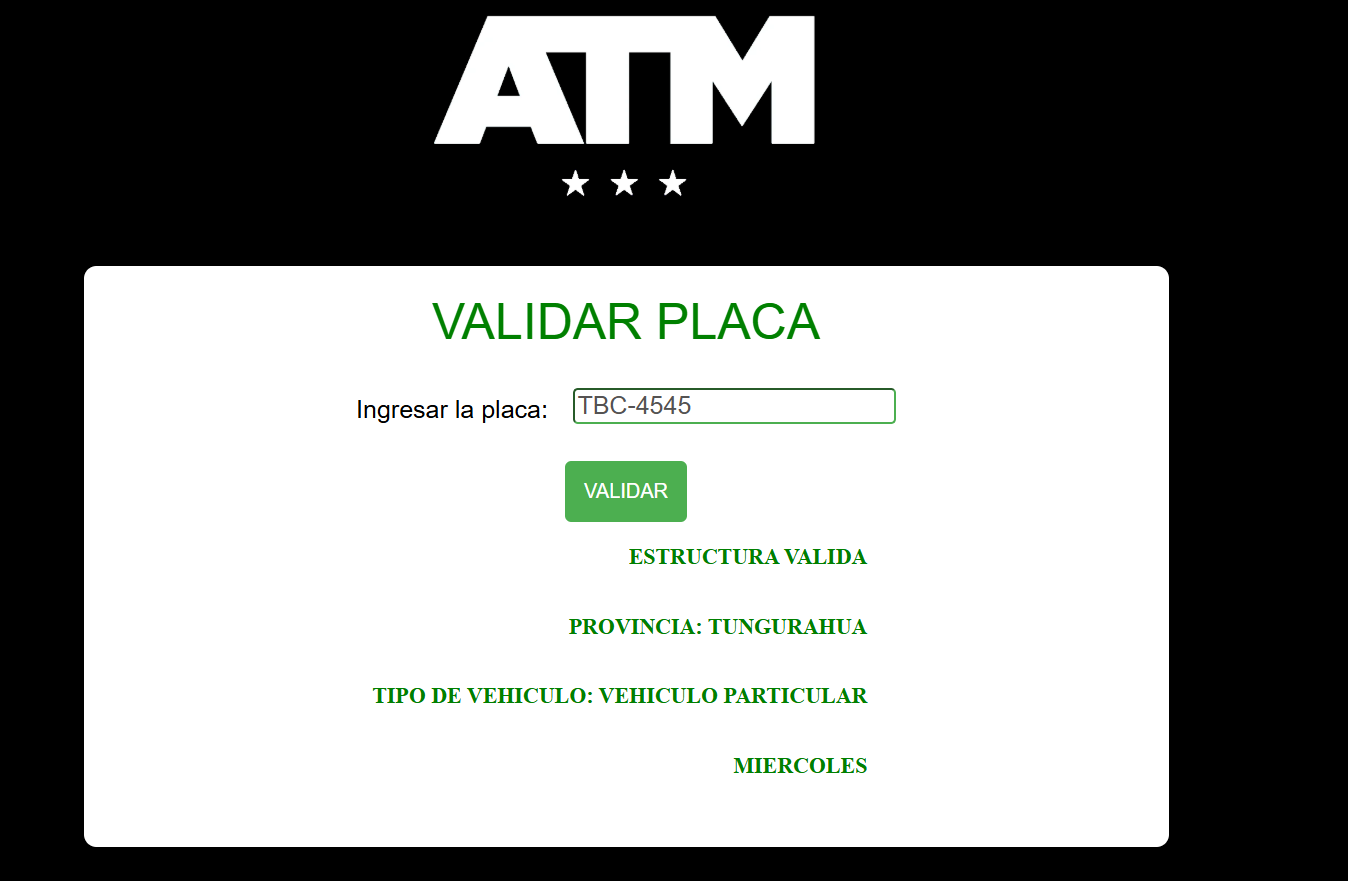 ATM
VALIDAR PLACA
Ingresar la placa: TBC-4545
VALIDAR
ESTRUCTURA VALIDA
PROVINCIA: TUNGURAHUA
TIPO DE VEHICULO: VEHICULO PARTICULAR
MIERCOLES